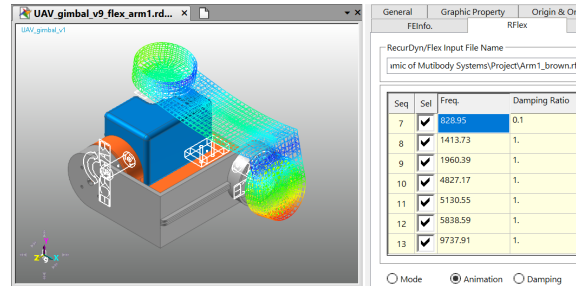 UAV_gimbal_v9_flex_arm1.rd... ×
UAV_gimbal_v1
Y
Z X
General Graphic Property Origin & Or
FEInfo. RFlex
RecurDyn/Flex Input File Name
amic of Mutibody Systems\Project\Arm1_brown.rf
Seq Sel Freq. Damping Ratio
7 828.95 0.1
8 1413.73 1.
9 1960.39 1.
10 4827.17 1.
11 5130.55 1.
12 5838.59 1.
13 9737.91 1.
Mode Animation Damping